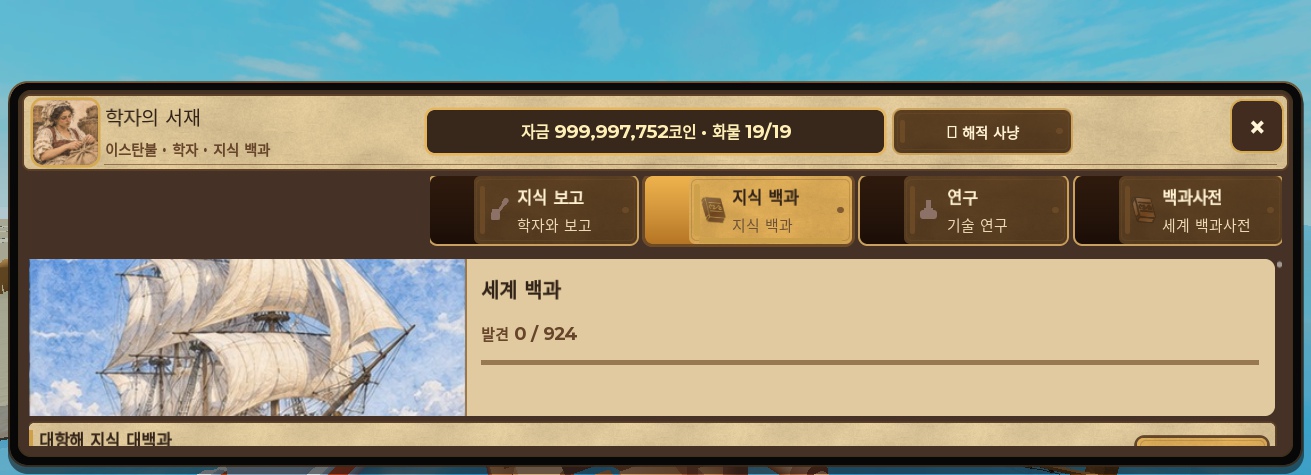 학자의 서재
이스탄불 • 학자 • 지식 백과
자금 999,997,752코인 • 화물 19/19
해적 사냥
×
지식 보고
학자와 보고
지식 백과
지식 백과
연구
기술 연구
백과사전
세계 백과사전
세계 백과
발견 0 / 924
대항해 지식 대백과